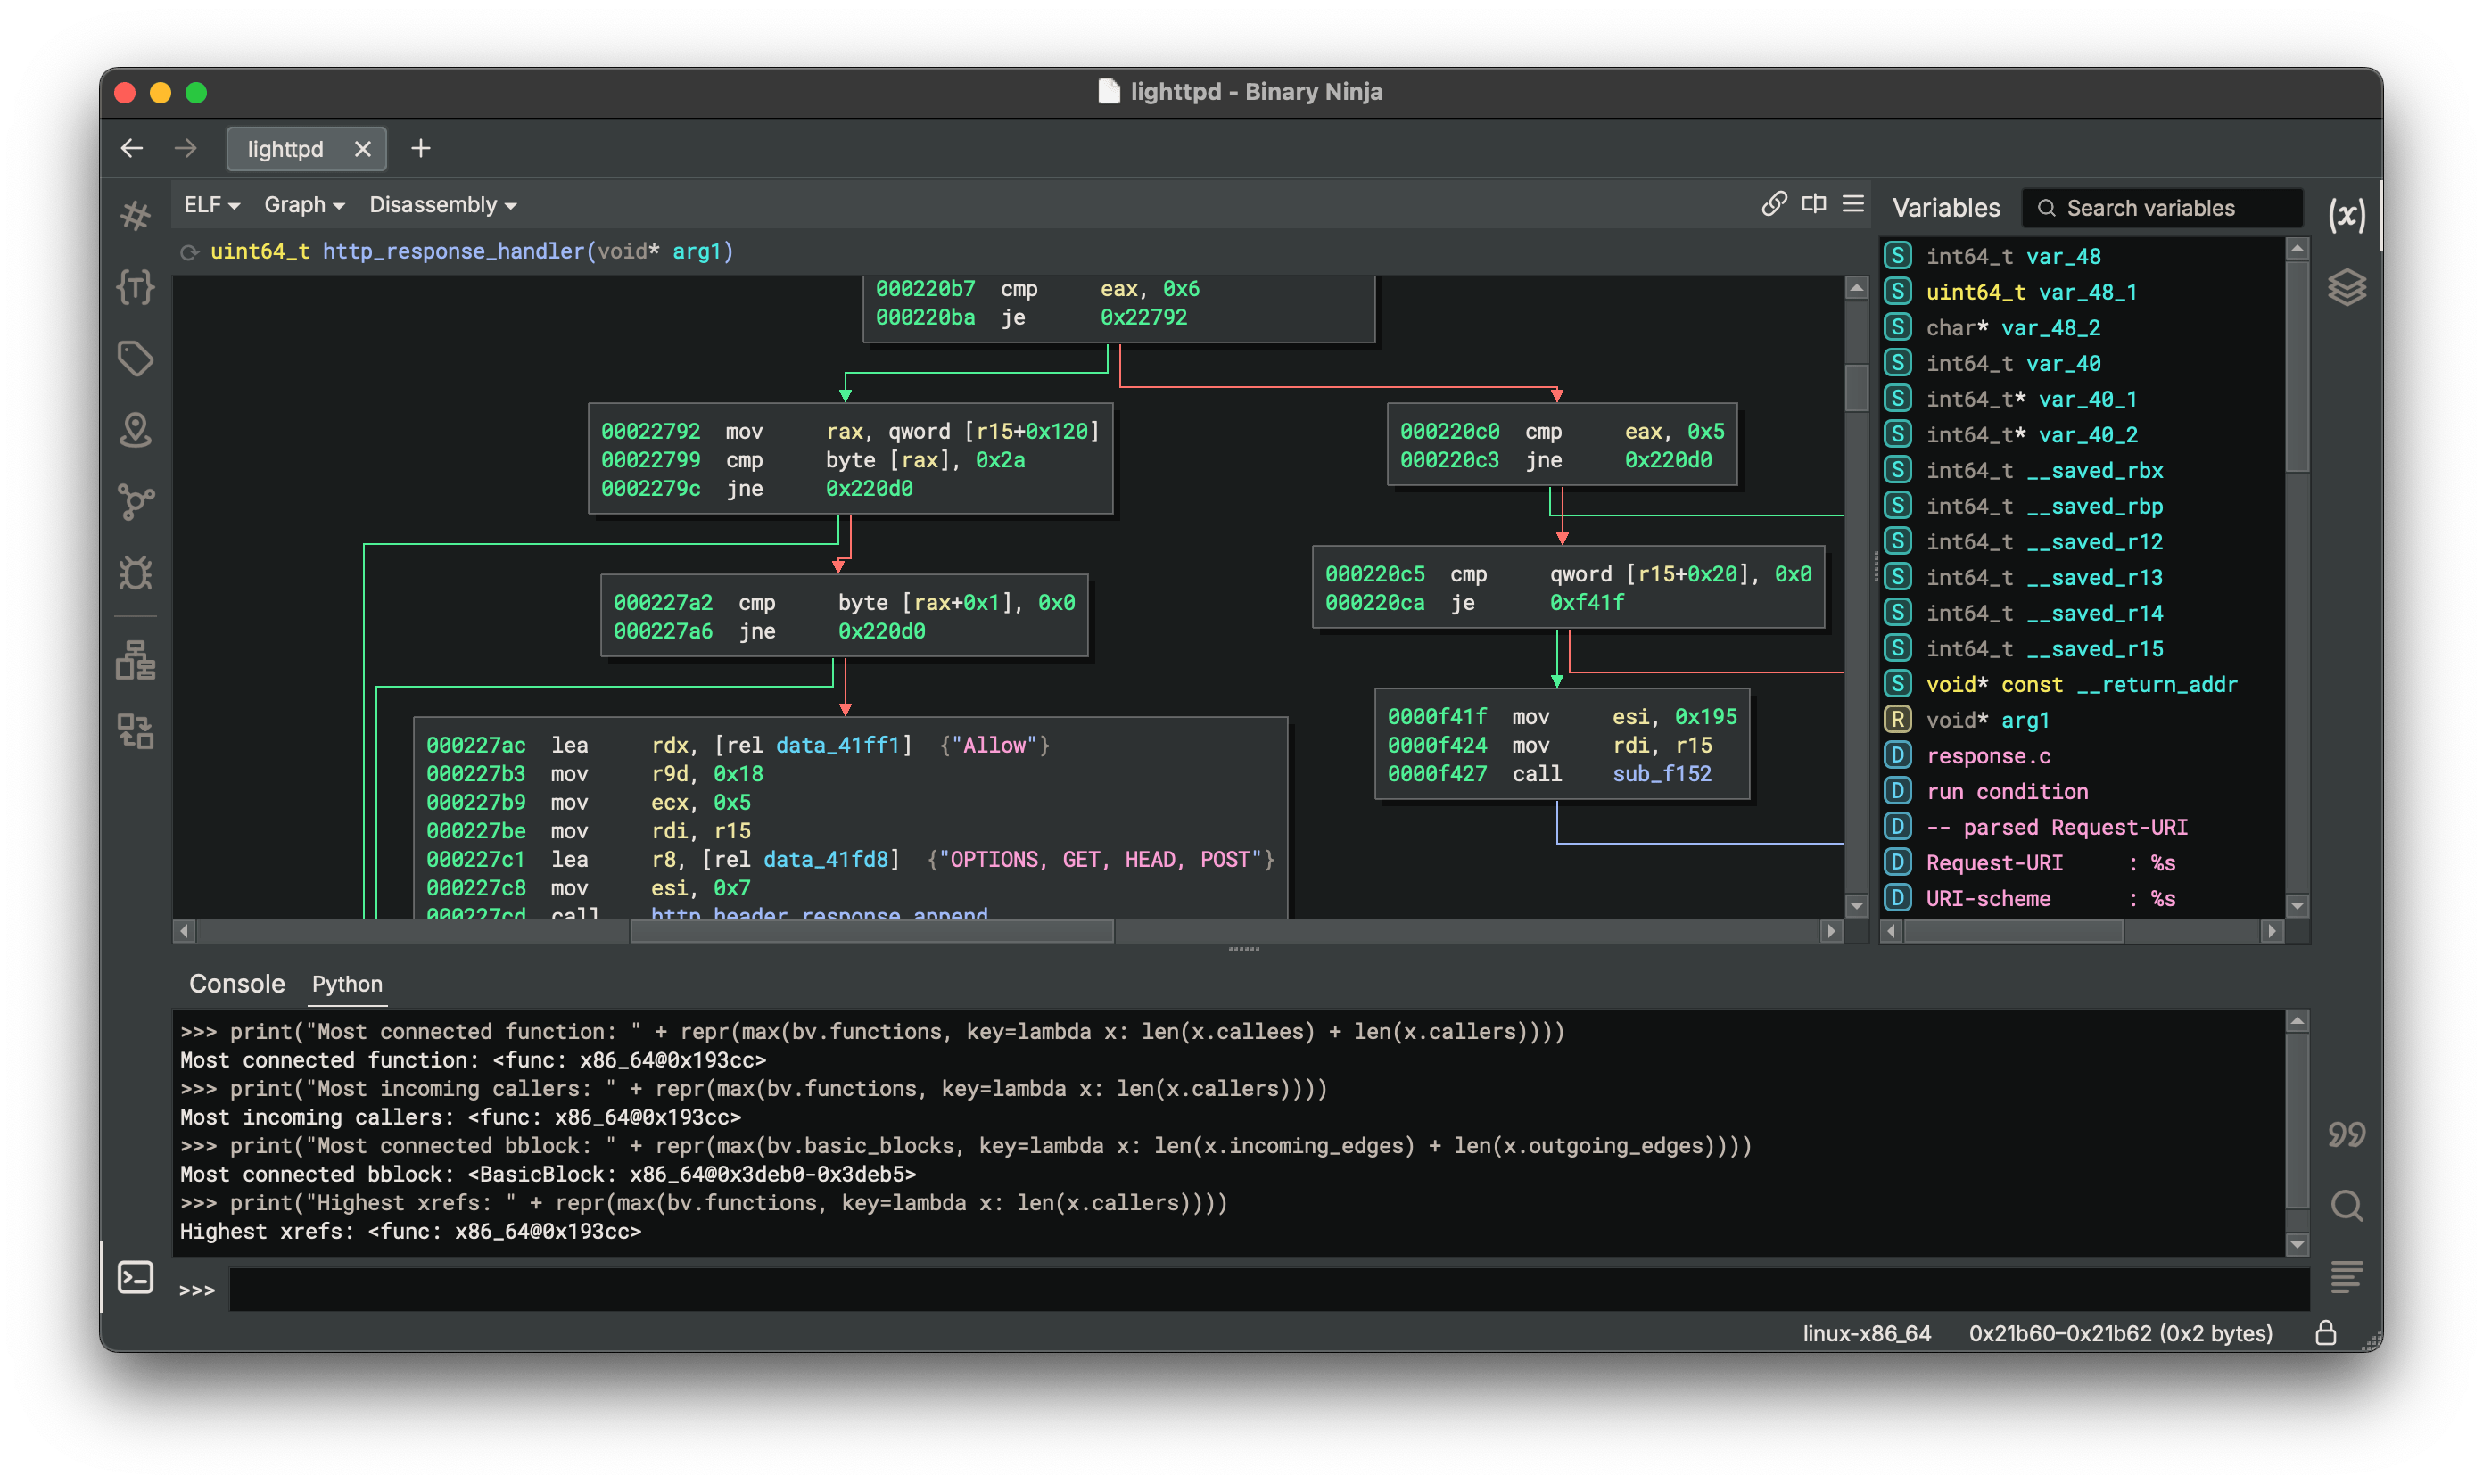 lighttpd - Binary Ninja
lighttpd
ELF Graph Disassembly
uint64_t http_response_handler(void* arg1)
000220b7 cmp eax, 0x6
000220ba je 0x22792
00022792 mov rax, qword [r15+0x120]
00022799 cmp byte [rax], 0x2a
0002279c jne 0x220d0
000220c0 cmp eax, 0x5
000220c3 jne 0x220d0
000227a2 cmp byte [rax+0x1], 0x0
000227a6 jne 0x220d0
000220c5 cmp qword [r15+0x20], 0x0
000220ca je 0xf41f
000227ac lea rdx, [rel data_41ff1] {"Allow"}
000227b3 mov r9d, 0x18
000227b9 mov ecx, 0x5
000227be mov rdi, r15
000227c1 lea r8, [rel data_41fd8] {"OPTIONS, GET, HEAD, POST"}
000227c8 mov esi, 0x7
000227cd call http_header_response_append
0000f41f mov esi, 0x195
0000f424 mov rdi, r15
0000f427 call sub_f152
Variables
Search variables
(x)
S int64_t var_48
S uint64_t var_48_1
S char* var_48_2
S int64_t var_40
S int64_t* var_40_1
S int64_t* var_40_2
S int64_t __saved_rbx
S int64_t __saved_rbp
S int64_t __saved_r12
S int64_t __saved_r13
S int64_t __saved_r14
S int64_t __saved_r15
S void* const __return_addr
R void* arg1
D response.c
D run condition
D -- parsed Request-URI
D Request-URI : %s
D URI-scheme : %s
Console Python
>>> print("Most connected function: " + repr(max(bv.functions, key=lambda x: len(x.callees) + len(x.callers))))
Most connected function: <func: x86_64@0x193cc>
>>> print("Most incoming callers: " + repr(max(bv.functions, key=lambda x: len(x.callers))))
Most incoming callers: <func: x86_64@0x193cc>
>>> print("Most connected bblock: " + repr(max(bv.basic_blocks, key=lambda x: len(x.incoming_edges) + len(x.outgoing_edges))))
Most connected bblock: <BasicBlock: x86_64@0x3deb0-0x3deb5>
>>> print("Highest xrefs: " + repr(max(bv.functions, key=lambda x: len(x.callers))))
Highest xrefs: <func: x86_64@0x193cc>
>>>
linux-x86_64 0x21b60–0x21b62 (0x2 bytes)